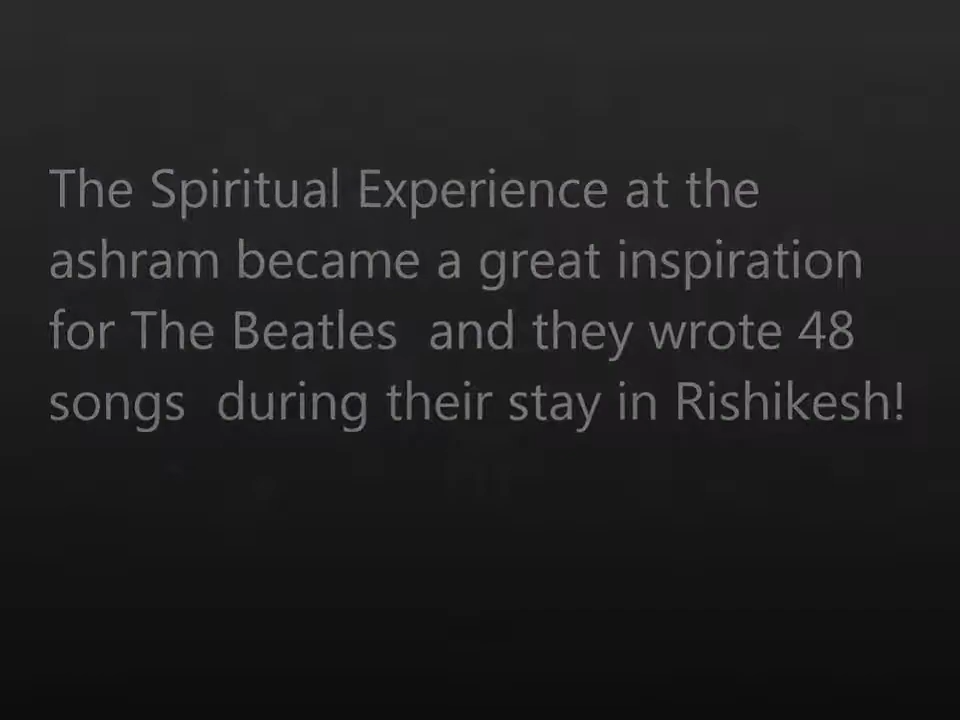 The Spiritual Experience at the
ashram became a great inspiration
for The Beatles  and they wrote 48
songs  during their stay in Rishikesh!